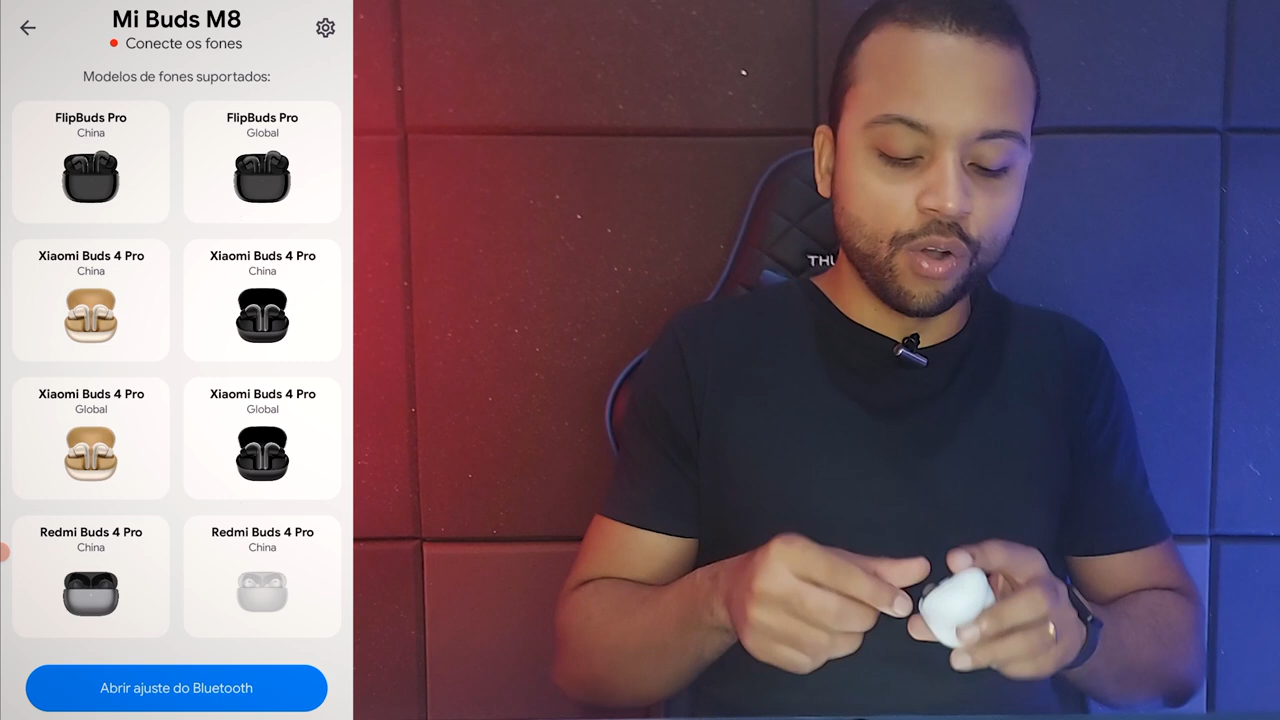 Mi Buds M8
Conecte os fones
Modelos de fones suportados:
FlipBuds Pro
China
FlipBuds Pro
Global
Xiaomi Buds 4 Pro
China
Xiaomi Buds 4 Pro
China
Xiaomi Buds 4 Pro
Global
Xiaomi Buds 4 Pro
Global
Redmi Buds 4 Pro
China
Redmi Buds 4 Pro
China
Abrir ajuste do Bluetooth
THU